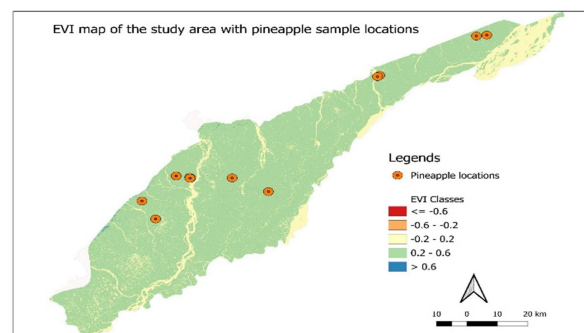 EVI map of the study area with pineapple sample locations
Legends
Pineapple locations
EVI Classes
<= -0.6
-0.6 - -0.2
-0.2 - 0.2
0.2 - 0.6
> 0.6
10 0 10 20 km